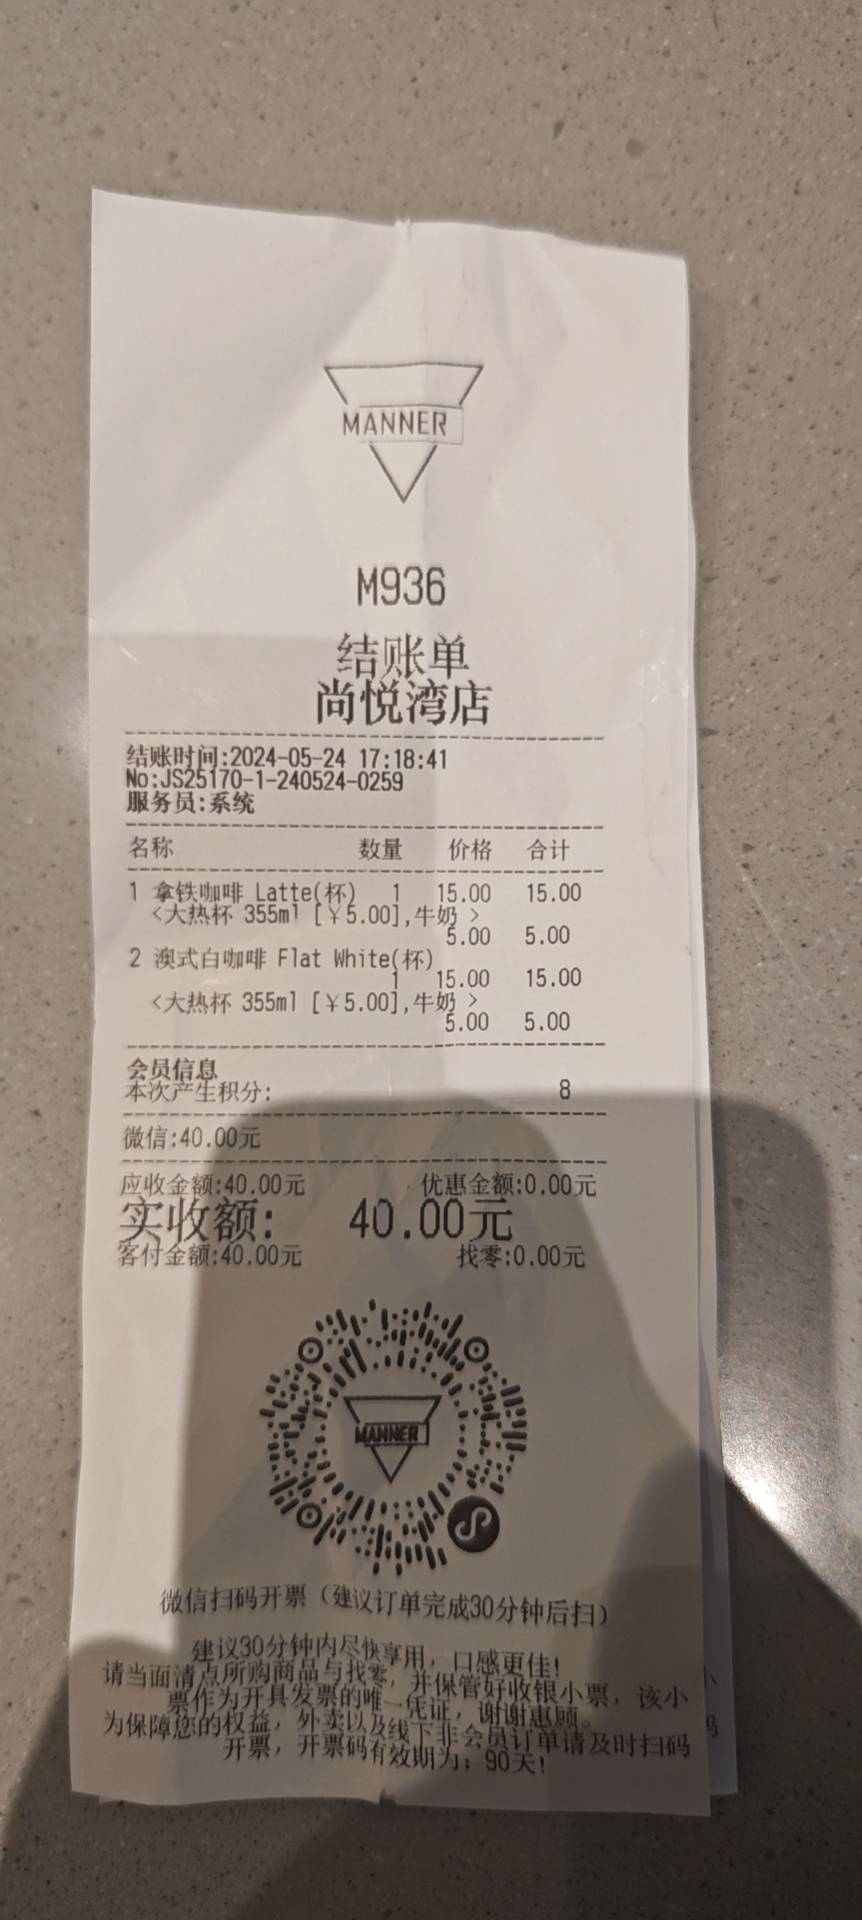 MANNER
M936
结账单
尚悦湾店
结账时间:2024-05-24 17:18:41
No:JS25170-1-240524-0259
服务员:系统
名称 数量 价格 合计
1 拿铁咖啡 Latte(杯) 1 15.00 15.00
<大热杯 355ml [￥5.00],牛奶 >
5.00 5.00
2 澳式白咖啡 Flat White(杯)
1 15.00 15.00
<大热杯 355ml [￥5.00],牛奶 >
5.00 5.00
会员信息
本次产生积分: 8
微信:40.00元
应收金额:40.00元 优惠金额:0.00元
实收额: 40.00元
客付金额:40.00元 找零:0.00元
MANNER
微信扫码开票（建议订单完成30分钟后扫）
建议30分钟内尽快享用，口感更佳!
请当面清点所购商品与找零，并保管好收银小票，该小
票作为开具发票的唯一凭证，谢谢惠顾。
为保障您的权益，外卖以及线下非会员订单请及时扫码
开票，开票码有效期为：90天!